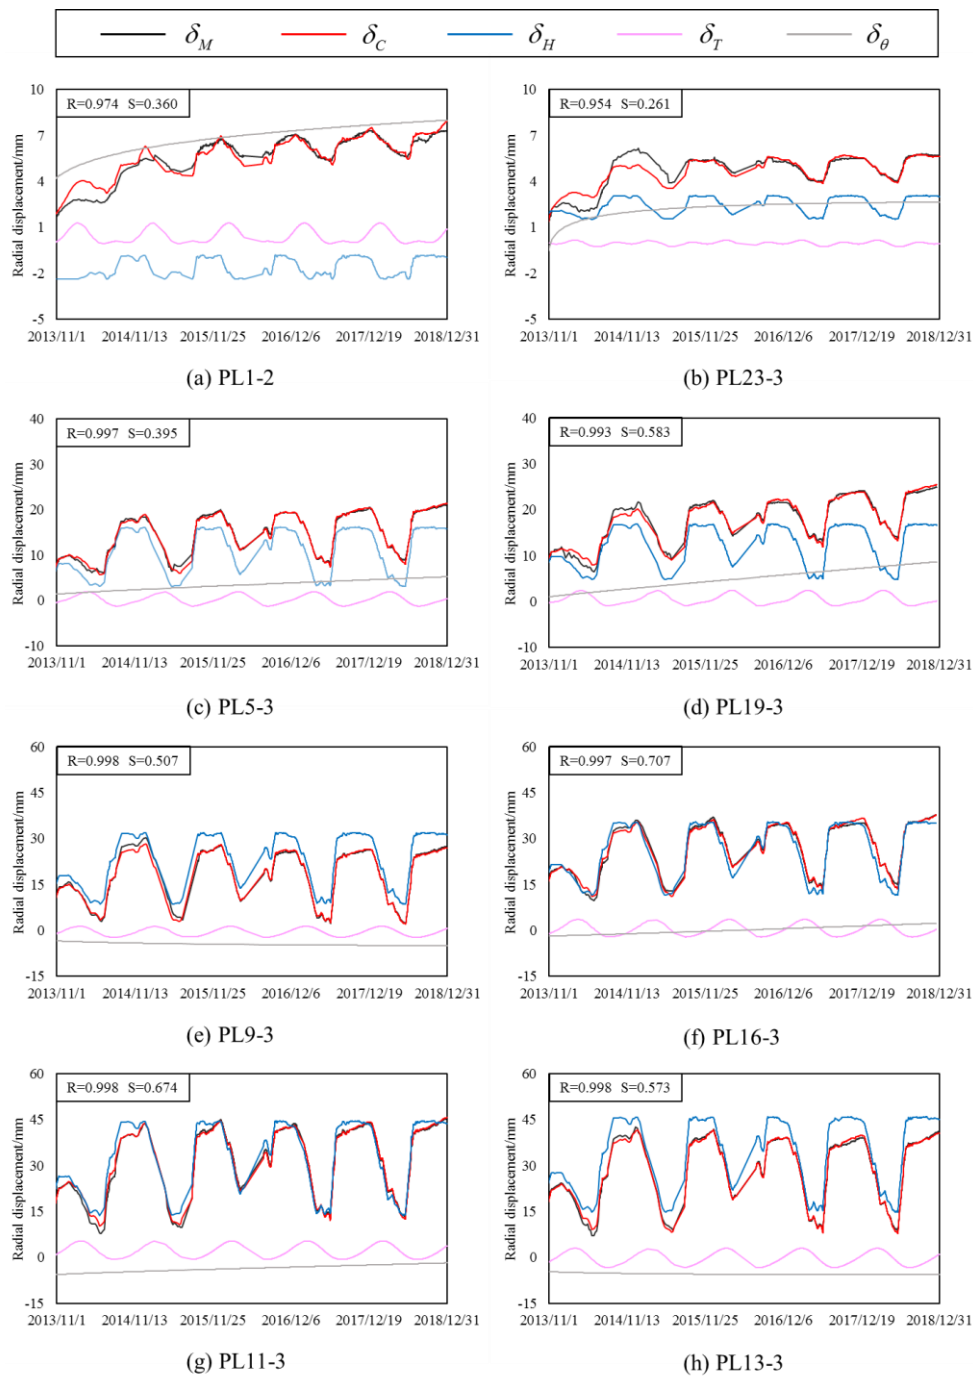 δ_M δ_C δ_H δ_T δ_θ
R=0.974 S=0.360
Radial displacement/mm
10
7
4
1
-2
-5
2013/11/1 2014/11/13 2015/11/25 2016/12/6 2017/12/19 2018/12/31
(a) PL1-2
R=0.954 S=0.261
Radial displacement/mm
10
7
4
1
-2
-5
2013/11/1 2014/11/13 2015/11/25 2016/12/6 2017/12/19 2018/12/31
(b) PL23-3
R=0.997 S=0.395
Radial displacement/mm
40
30
20
10
0
-10
2013/11/1 2014/11/13 2015/11/25 2016/12/6 2017/12/19 2018/12/31
(c) PL5-3
R=0.993 S=0.583
Radial displacement/mm
40
30
20
10
0
-10
2013/11/1 2014/11/13 2015/11/25 2016/12/6 2017/12/19 2018/12/31
(d) PL19-3
R=0.998 S=0.507
Radial displacement/mm
60
45
30
15
0
-15
2013/11/1 2014/11/13 2015/11/25 2016/12/6 2017/12/19 2018/12/31
(e) PL9-3
R=0.997 S=0.707
Radial displacement/mm
60
45
30
15
0
-15
2013/11/1 2014/11/13 2015/11/25 2016/12/6 2017/12/19 2018/12/31
(f) PL16-3
R=0.998 S=0.674
Radial displacement/mm
60
45
30
15
0
-15
2013/11/1 2014/11/13 2015/11/25 2016/12/6 2017/12/19 2018/12/31
(g) PL11-3
R=0.998 S=0.573
Radial displacement/mm
60
45
30
15
0
-15
2013/11/1 2014/11/13 2015/11/25 2016/12/6 2017/12/19 2018/12/31
(h) PL13-3